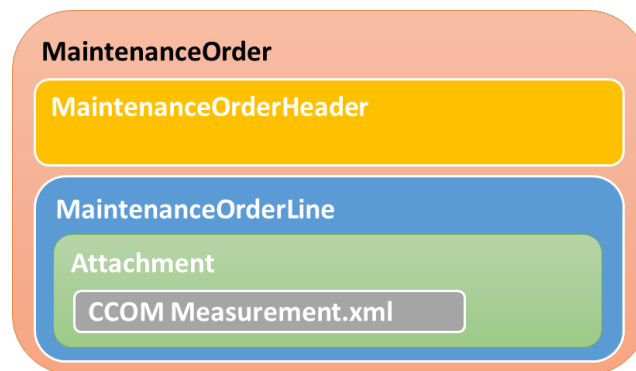 MaintenanceOrder
MaintenanceOrderHeader
MaintenanceOrderLine
Attachment
CCOM Measurement.xml